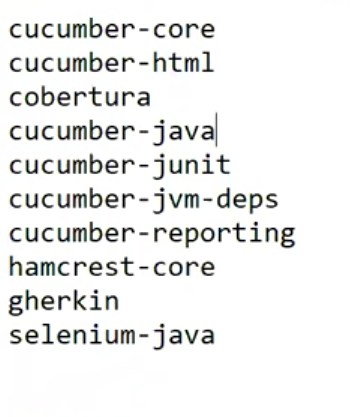 cucumber-core
cucumber-html
cobertura
cucumber-java
cucumber-junit
cucumber-jvm-deps
cucumber-reporting
hamcrest-core
gherkin
selenium-java